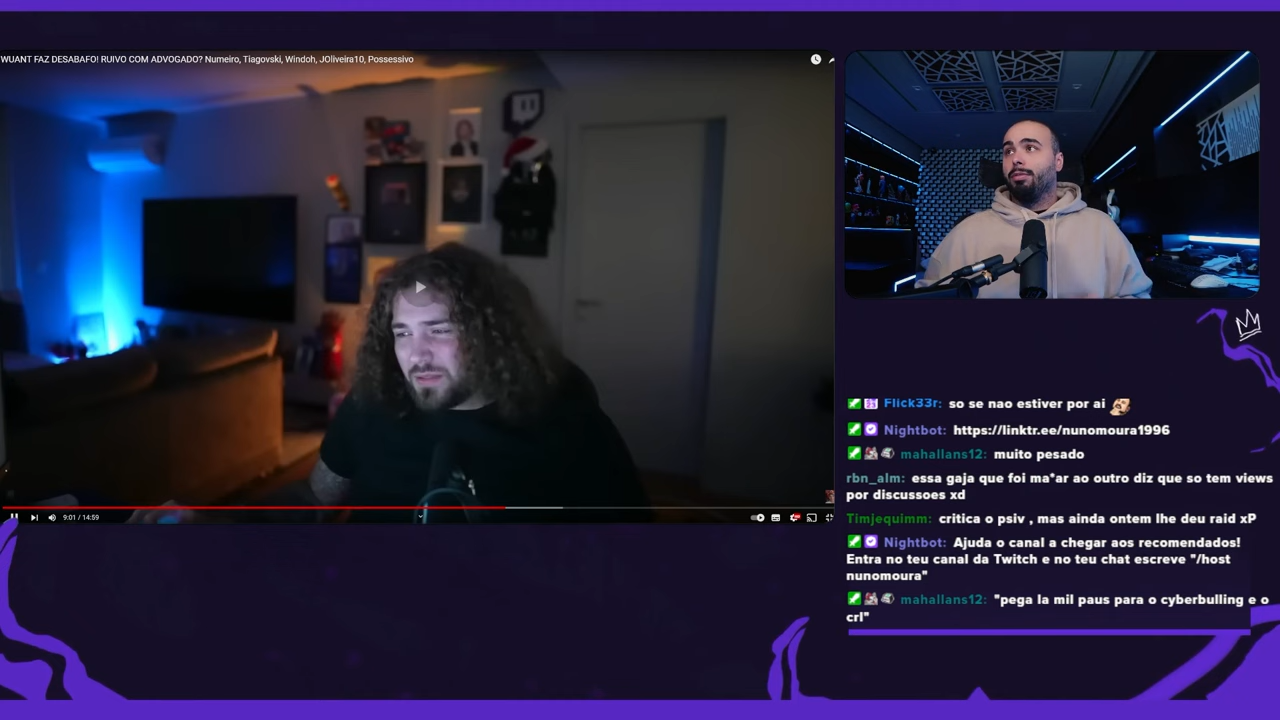 WUANT FAZ DESABAFO! RUIVO COM ADVOGADO? Numeiro, Tiagovski, Windoh, JOliveira10, Possessivo
9:01 / 14:59
Flick33r: so se nao estiver por ai
Nightbot: https://linktr.ee/nunomoura1996
mahallans12: muito pesado
rbn_alm: essa gaja que foi ma*ar ao outro diz que so tem views
por discussoes xd
Timjequimm: critica o psiv , mas ainda ontem lhe deu raid xP
Nightbot: Ajuda o canal a chegar aos recomendados!
Entra no teu canal da Twitch e no teu chat escreve "/host
nunomoura"
mahallans12: "pega la mil paus para o cyberbulling e o
crl"